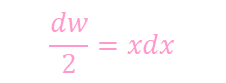 dw/2 = xdx